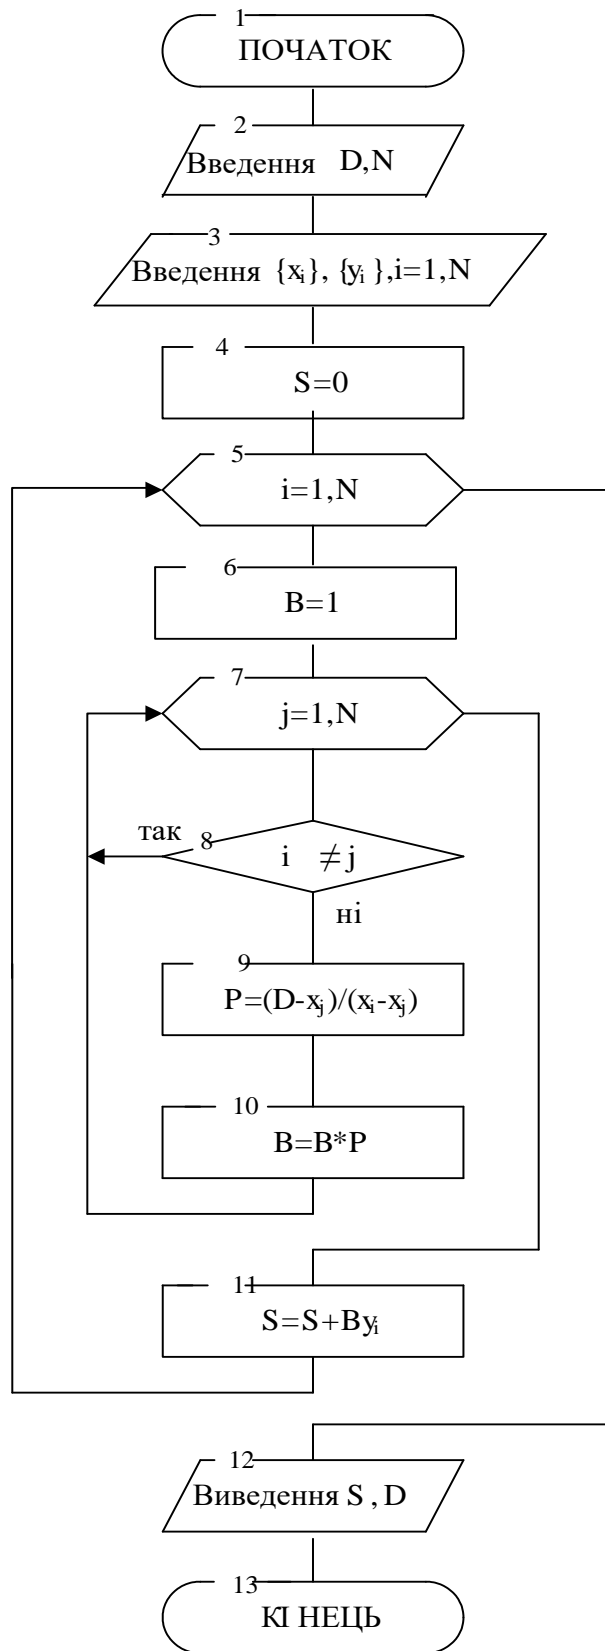 1
ПОЧАТОК
2
Введення D,N
3
Введення {xᵢ}, {yᵢ },i=1,N
4
S=0
5
i=1,N
6
B=1
7
j=1,N
так
8
i ≠ j
ні
9
P=(D-xⱼ)/(xᵢ-xⱼ)
10
B=B*P
11
S=S+Byᵢ
12
Виведення S , D
13
КІ НЕЦЬ